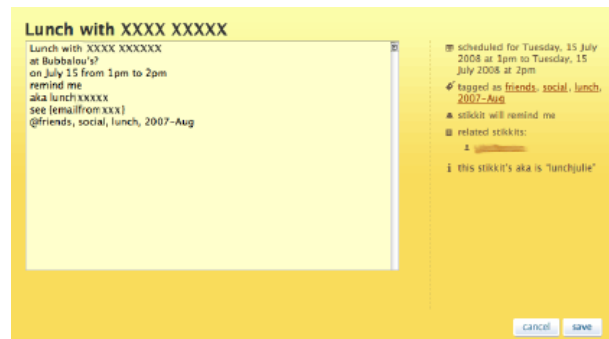 Lunch with XXXX XXXXX
Lunch with XXXX XXXXXX
at Bubbalou's?
on July 15 from 1pm to 2pm
remind me
aka lunchxxxxx
see [emailfromxxx]
@friends, social, lunch, 2007-Aug
scheduled for Tuesday, 15 July
2008 at 1pm to Tuesday, 15
July 2008 at 2pm
tagged as friends, social, lunch,
2007-Aug
stikkit will remind me
related stikkits:
this stikkit's aka is "lunchjulie"
cancel save